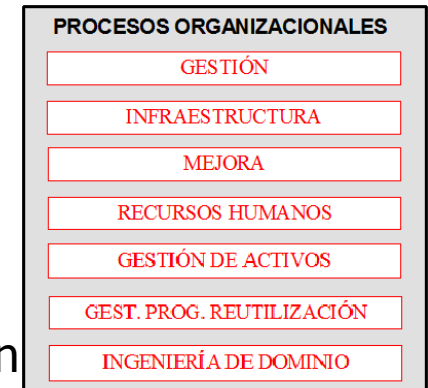 PROCESOS ORGANIZACIONALES
GESTIÓN
INFRAESTRUCTURA
MEJORA
RECURSOS HUMANOS
GESTIÓN DE ACTIVOS
GEST. PROG. REUTILIZACIÓN
n
INGENIERÍA DE DOMINIO